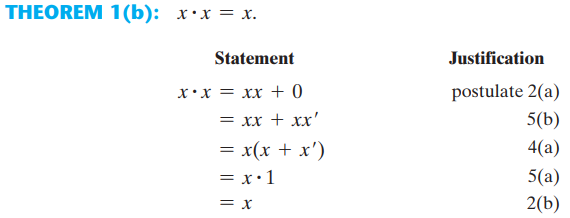 THEOREM 1(b): x·x = x.
Statement Justification
x·x = xx + 0 postulate 2(a)
= xx + xx′ 5(b)
= x(x + x′) 4(a)
= x·1 5(a)
= x 2(b)